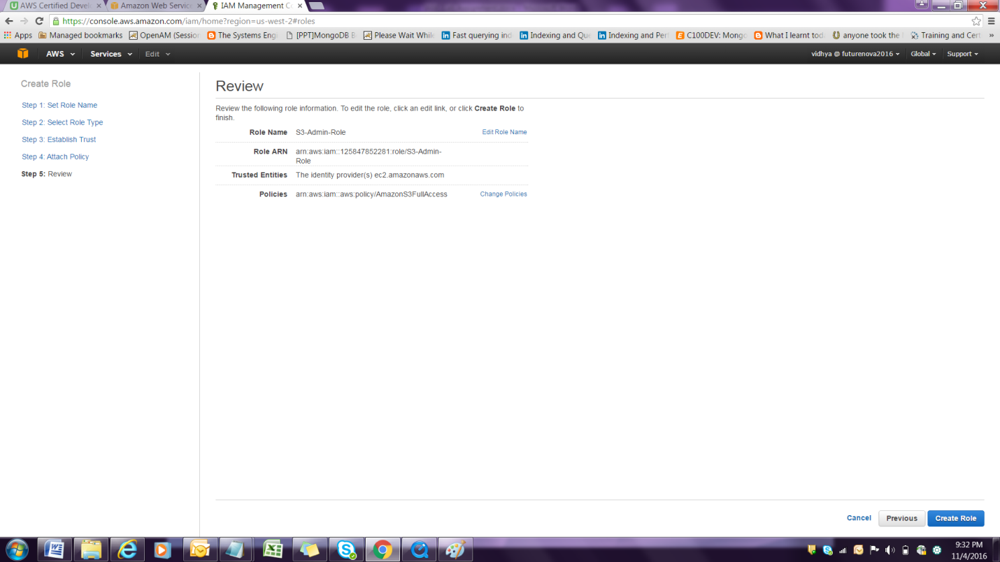 AWS Certified Devel
Amazon Web Service
IAM Management Co
https://console.aws.amazon.com/iam/home?region=us-west-2#roles
Apps
Managed bookmarks
OpenAM (Session
The Systems Engi
[PPT]MongoDB B
Please Wait While
Fast querying ind
Indexing and Que
Indexing and Perf
C100DEV: Mongo
What I learnt toda
anyone took the
Training and Cert
»
AWS
Services
Edit
vidhya @ futurenova2016
Global
Support
Create Role
Step 1: Set Role Name
Step 2: Select Role Type
Step 3: Establish Trust
Step 4: Attach Policy
Step 5: Review
Review
Review the following role information. To edit the role, click an edit link, or click Create Role to
finish.
Role Name S3-Admin-Role Edit Role Name
Role ARN arn:aws:iam::125847852281:role/S3-Admin-
Role
Trusted Entities The identity provider(s) ec2.amazonaws.com
Policies arn:aws:iam::aws:policy/AmazonS3FullAccess Change Policies
Cancel
Previous
Create Role
9:32 PM
11/4/2016